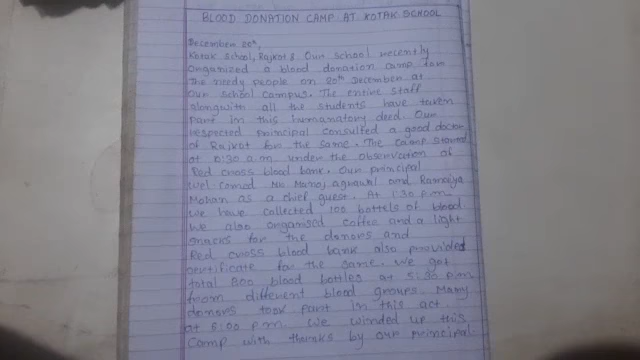 BLOOD DONATION CAMP AT KOTAK SCHOOL
December 20th,
Kotak School, Rajkot : Our school recently
organized a blood donation camp for
The needy people on 20th December at
our school campus. The entire staff
alongwith all the students have taken
part in this humanatory deed. Our
respected principal consulted a good doctor
of Rajkot for the same. The camp started
at 8:30 a.m. under the observation of
Red cross blood bank. Our principal
wel comed Mr Manoj agrawal and
Mohan as a chief guest. At 1:30 p.m.
we have collected 100 bottels of blood.
We also organised coffee and a light
snacks for the donors and
Red cross blood bank also provided
certificate for the same. We got
total 800 blood bottles at 5:30 p.m.
from different blood groups. Many
donors took part in this act.
at 6:00 p.m. We winded up this
Camp with thanks by our principal